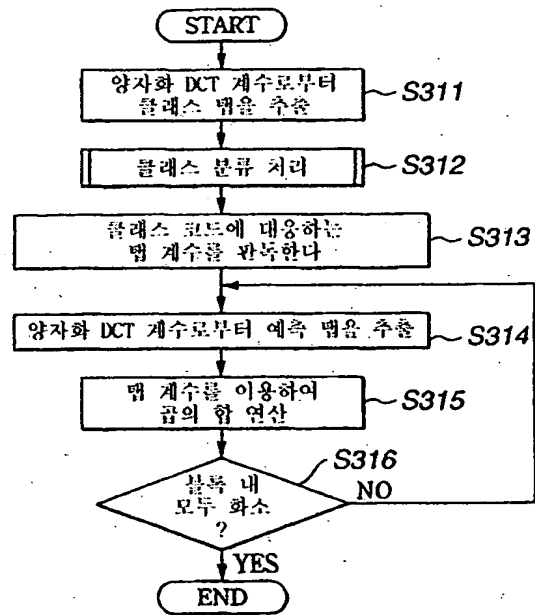 START
양자화 DCT 계수로부터
클래스 탭을 추출
S311
클래스 분류 처리
S312
클래스 코드에 대응하는
탭 계수를 판독한다
S313
양자화 DCT 계수로부터 예측 탭을 추출
S314
탭 계수를 이용하여
곱의 합 연산
S315
S316
블록 내
모두 화소
?
NO
YES
END